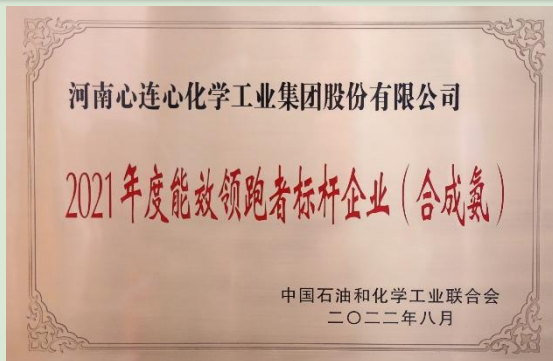 河南心连心化学工业集团股份有限公司
2021年度能效领跑者标杆企业（合成氨）
中国石油和化学工业联合会
二〇二二年八月